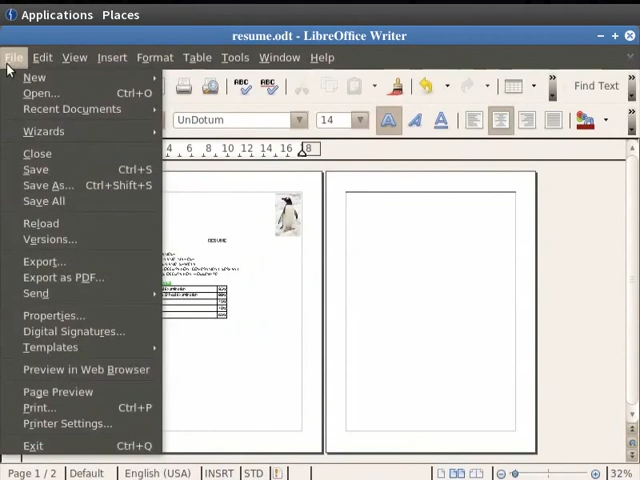 Applications Places
resume.odt - LibreOffice Writer
File Edit View Insert Format Table Tools Window Help
New
Open... Ctrl+O
Recent Documents
Wizards
Close
Save Ctrl+S
Save As... Ctrl+Shift+S
Save All
Reload
Versions...
Export...
Export as PDF...
Send
Properties...
Digital Signatures...
Templates
Preview in Web Browser
Page Preview
Print... Ctrl+P
Printer Settings...
Exit Ctrl+Q
ABC ABC Find Text
UnDotum 14 A A A
4 6 8 10 12 14 16 18
RESUME
Page 1 / 2 Default English (USA) INSRT STD 32%